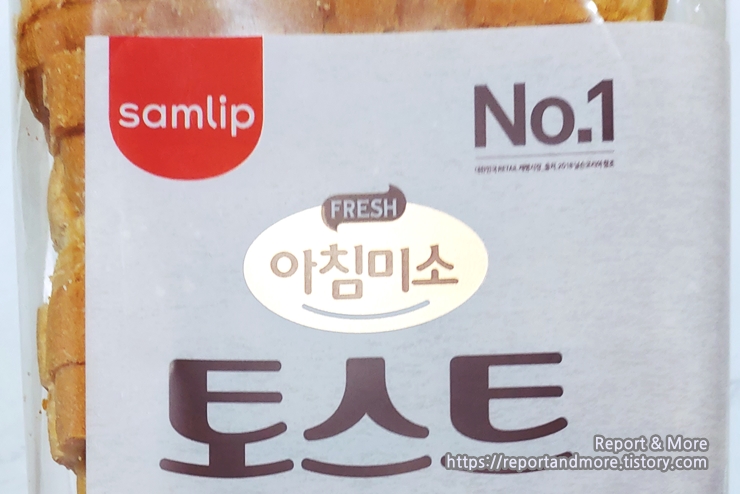 samlip
No.1
FRESH
아침미소
토스트
Report & More
https://reportandmore.tistory.com